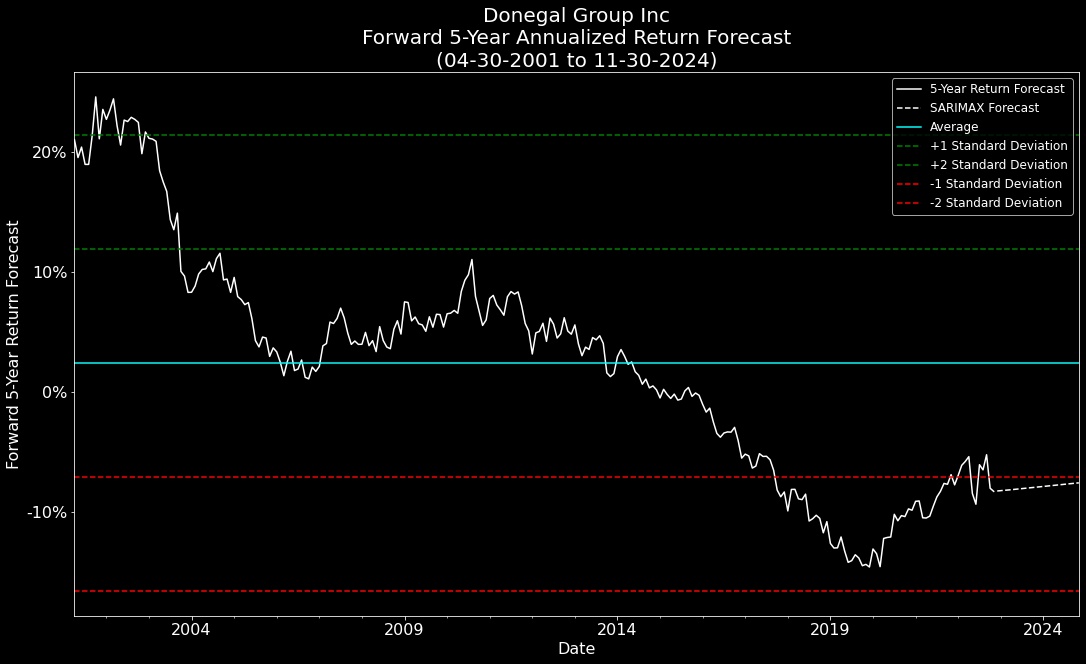 Donegal Group Inc
Forward 5-Year Annualized Return Forecast
(04-30-2001 to 11-30-2024)
5-Year Return Forecast
SARIMAX Forecast
Average
+1 Standard Deviation
+2 Standard Deviation
-1 Standard Deviation
-2 Standard Deviation
Forward 5-Year Return Forecast
20%
10%
0%
-10%
2004
2009
2014
2019
2024
Date